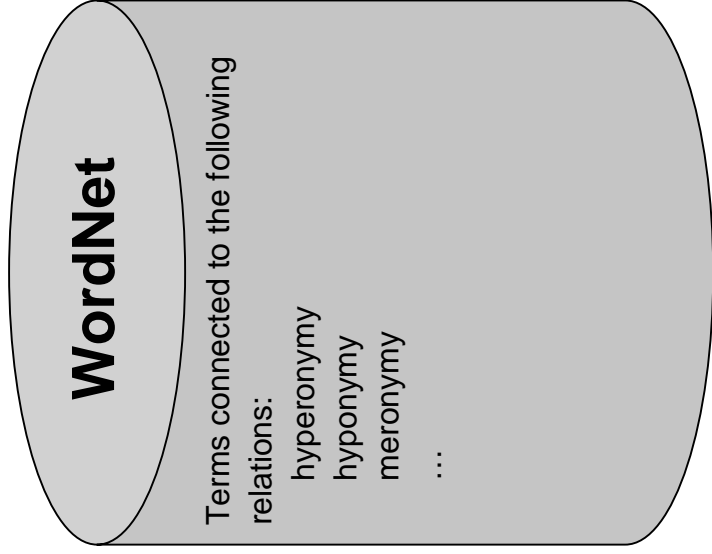 WordNet
Terms connected to the following
relations:
hyperonymy
hyponymy
meronymy
…